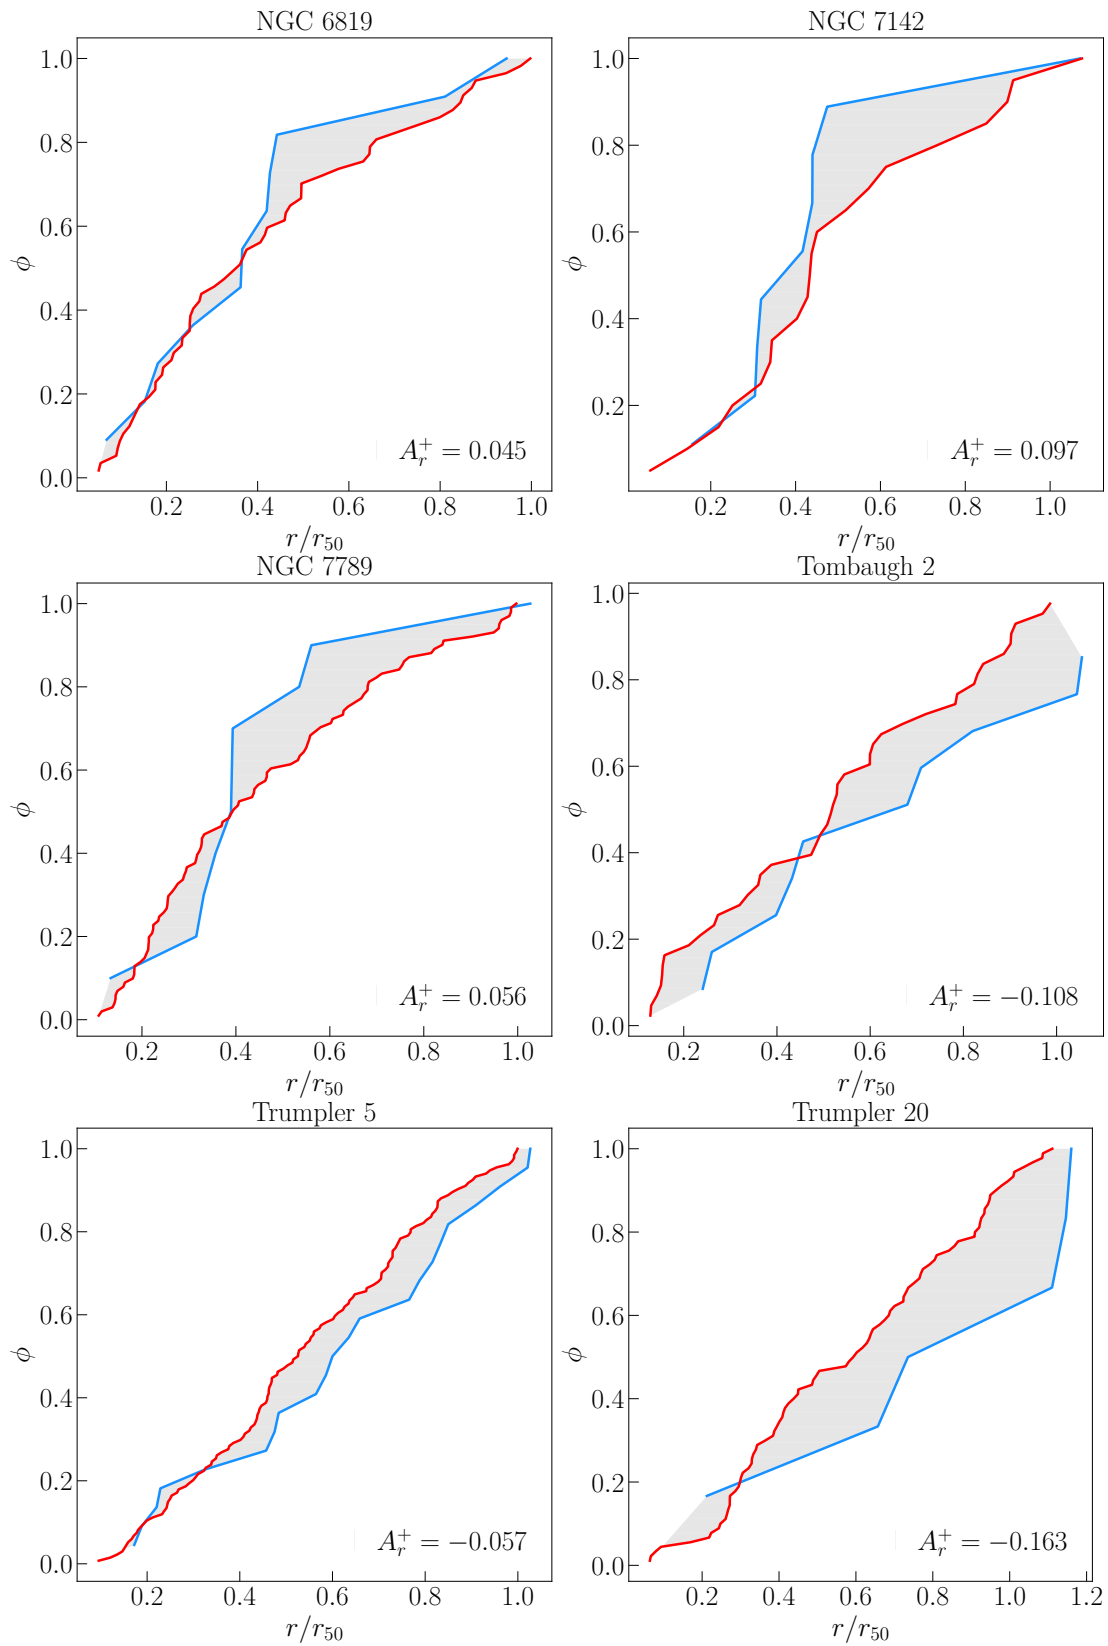 NGC 6819
1.0
0.8
0.6
0.4
0.2
0.0
ϕ
A_r^+ = 0.045
0.2 0.4 0.6 0.8 1.0
r/r_50
NGC 7142
1.0
0.8
0.6
0.4
0.2
ϕ
A_r^+ = 0.097
0.2 0.4 0.6 0.8 1.0
r/r_50
NGC 7789
1.0
0.8
0.6
0.4
0.2
0.0
ϕ
A_r^+ = 0.056
0.2 0.4 0.6 0.8 1.0
r/r_50
Tombaugh 2
1.0
0.8
0.6
0.4
0.2
0.0
ϕ
A_r^+ = −0.108
0.2 0.4 0.6 0.8 1.0
r/r_50
Trumpler 5
1.0
0.8
0.6
0.4
0.2
0.0
ϕ
A_r^+ = −0.057
0.2 0.4 0.6 0.8 1.0
r/r_50
Trumpler 20
1.0
0.8
0.6
0.4
0.2
0.0
ϕ
A_r^+ = −0.163
0.2 0.4 0.6 0.8 1.0 1.2
r/r_50